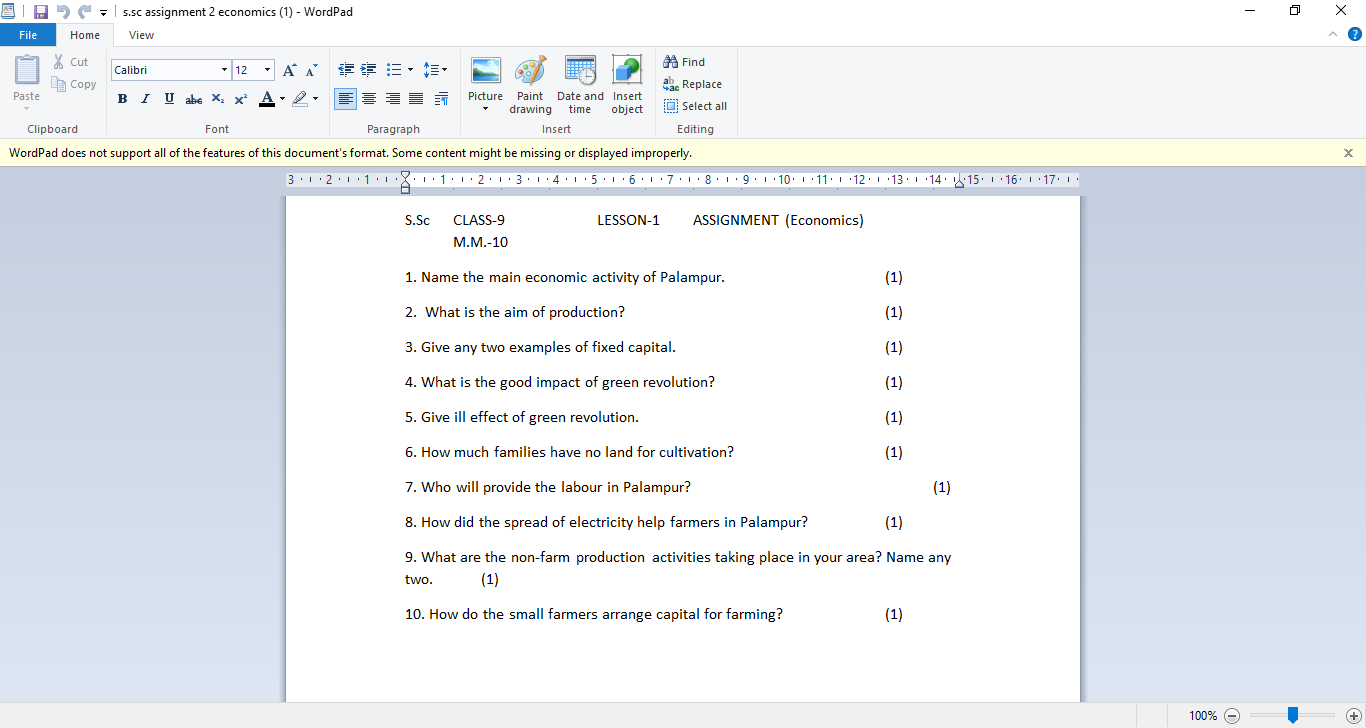 s.sc assignment 2 economics (1) - WordPad
File Home View
Paste
Cut
Copy
Clipboard
Calibri 12
B I U abc X₂ X² A
Font
Paragraph
Picture
Paint drawing
Date and time
Insert object
Insert
Find
Replace
Select all
Editing
WordPad does not support all of the features of this document's format. Some content might be missing or displayed improperly.
3 2 1 1 2 3 4 5 6 7 8 9 10 11 12 13 14 15 16 17
S.Sc CLASS-9 LESSON-1 ASSIGNMENT (Economics)
M.M.-10
1. Name the main economic activity of Palampur. (1)
2. What is the aim of production? (1)
3. Give any two examples of fixed capital. (1)
4. What is the good impact of green revolution? (1)
5. Give ill effect of green revolution. (1)
6. How much families have no land for cultivation? (1)
7. Who will provide the labour in Palampur? (1)
8. How did the spread of electricity help farmers in Palampur? (1)
9. What are the non-farm production activities taking place in your area? Name any
two. (1)
10. How do the small farmers arrange capital for farming? (1)
100%